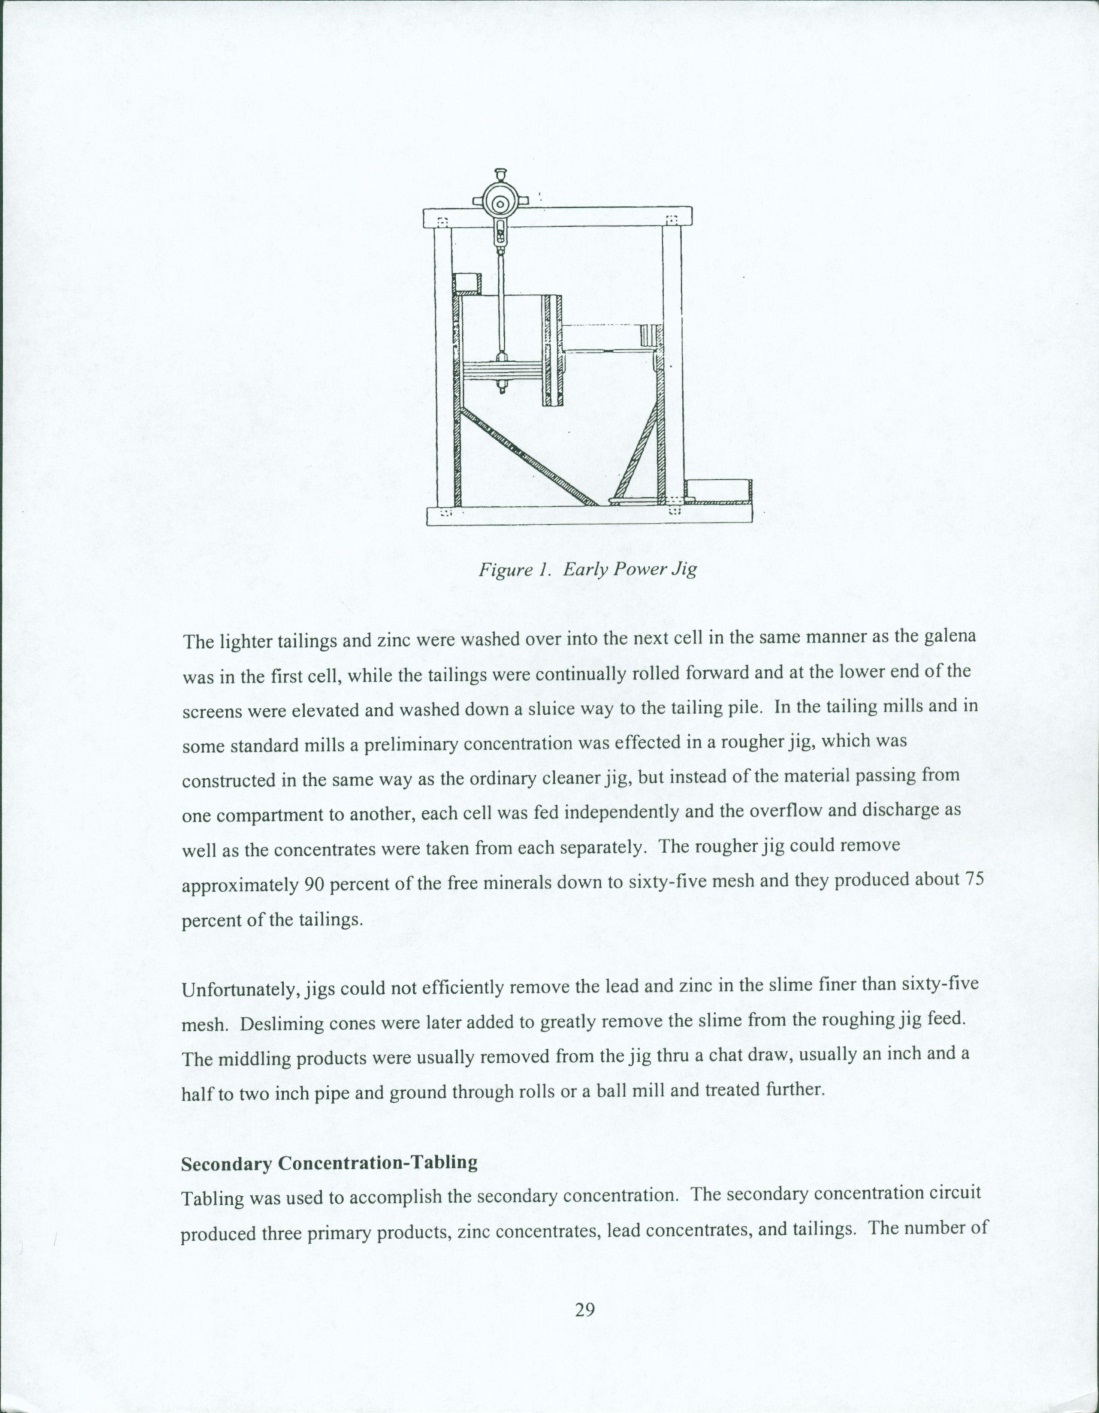 Figure 1. Early Power Jig
The lighter tailings and zinc were washed over into the next cell in the same manner as the galena
was in the first cell, while the tailings were continually rolled forward and at the lower end of the
screens were elevated and washed down a sluice way to the tailing pile. In the tailing mills and in
some standard mills a preliminary concentration was effected in a rougher jig, which was
constructed in the same way as the ordinary cleaner jig, but instead of the material passing from
one compartment to another, each cell was fed independently and the overflow and discharge as
well as the concentrates were taken from each separately. The rougher jig could remove
approximately 90 percent of the free minerals down to sixty-five mesh and they produced about 75
percent of the tailings.
Unfortunately, jigs could not efficiently remove the lead and zinc in the slime finer than sixty-five
mesh. Desliming cones were later added to greatly remove the slime from the roughing jig feed.
The middling products were usually removed from the jig thru a chat draw, usually an inch and a
half to two inch pipe and ground through rolls or a ball mill and treated further.
Secondary Concentration-Tabling
Tabling was used to accomplish the secondary concentration. The secondary concentration circuit
produced three primary products, zinc concentrates, lead concentrates, and tailings. The number of
29